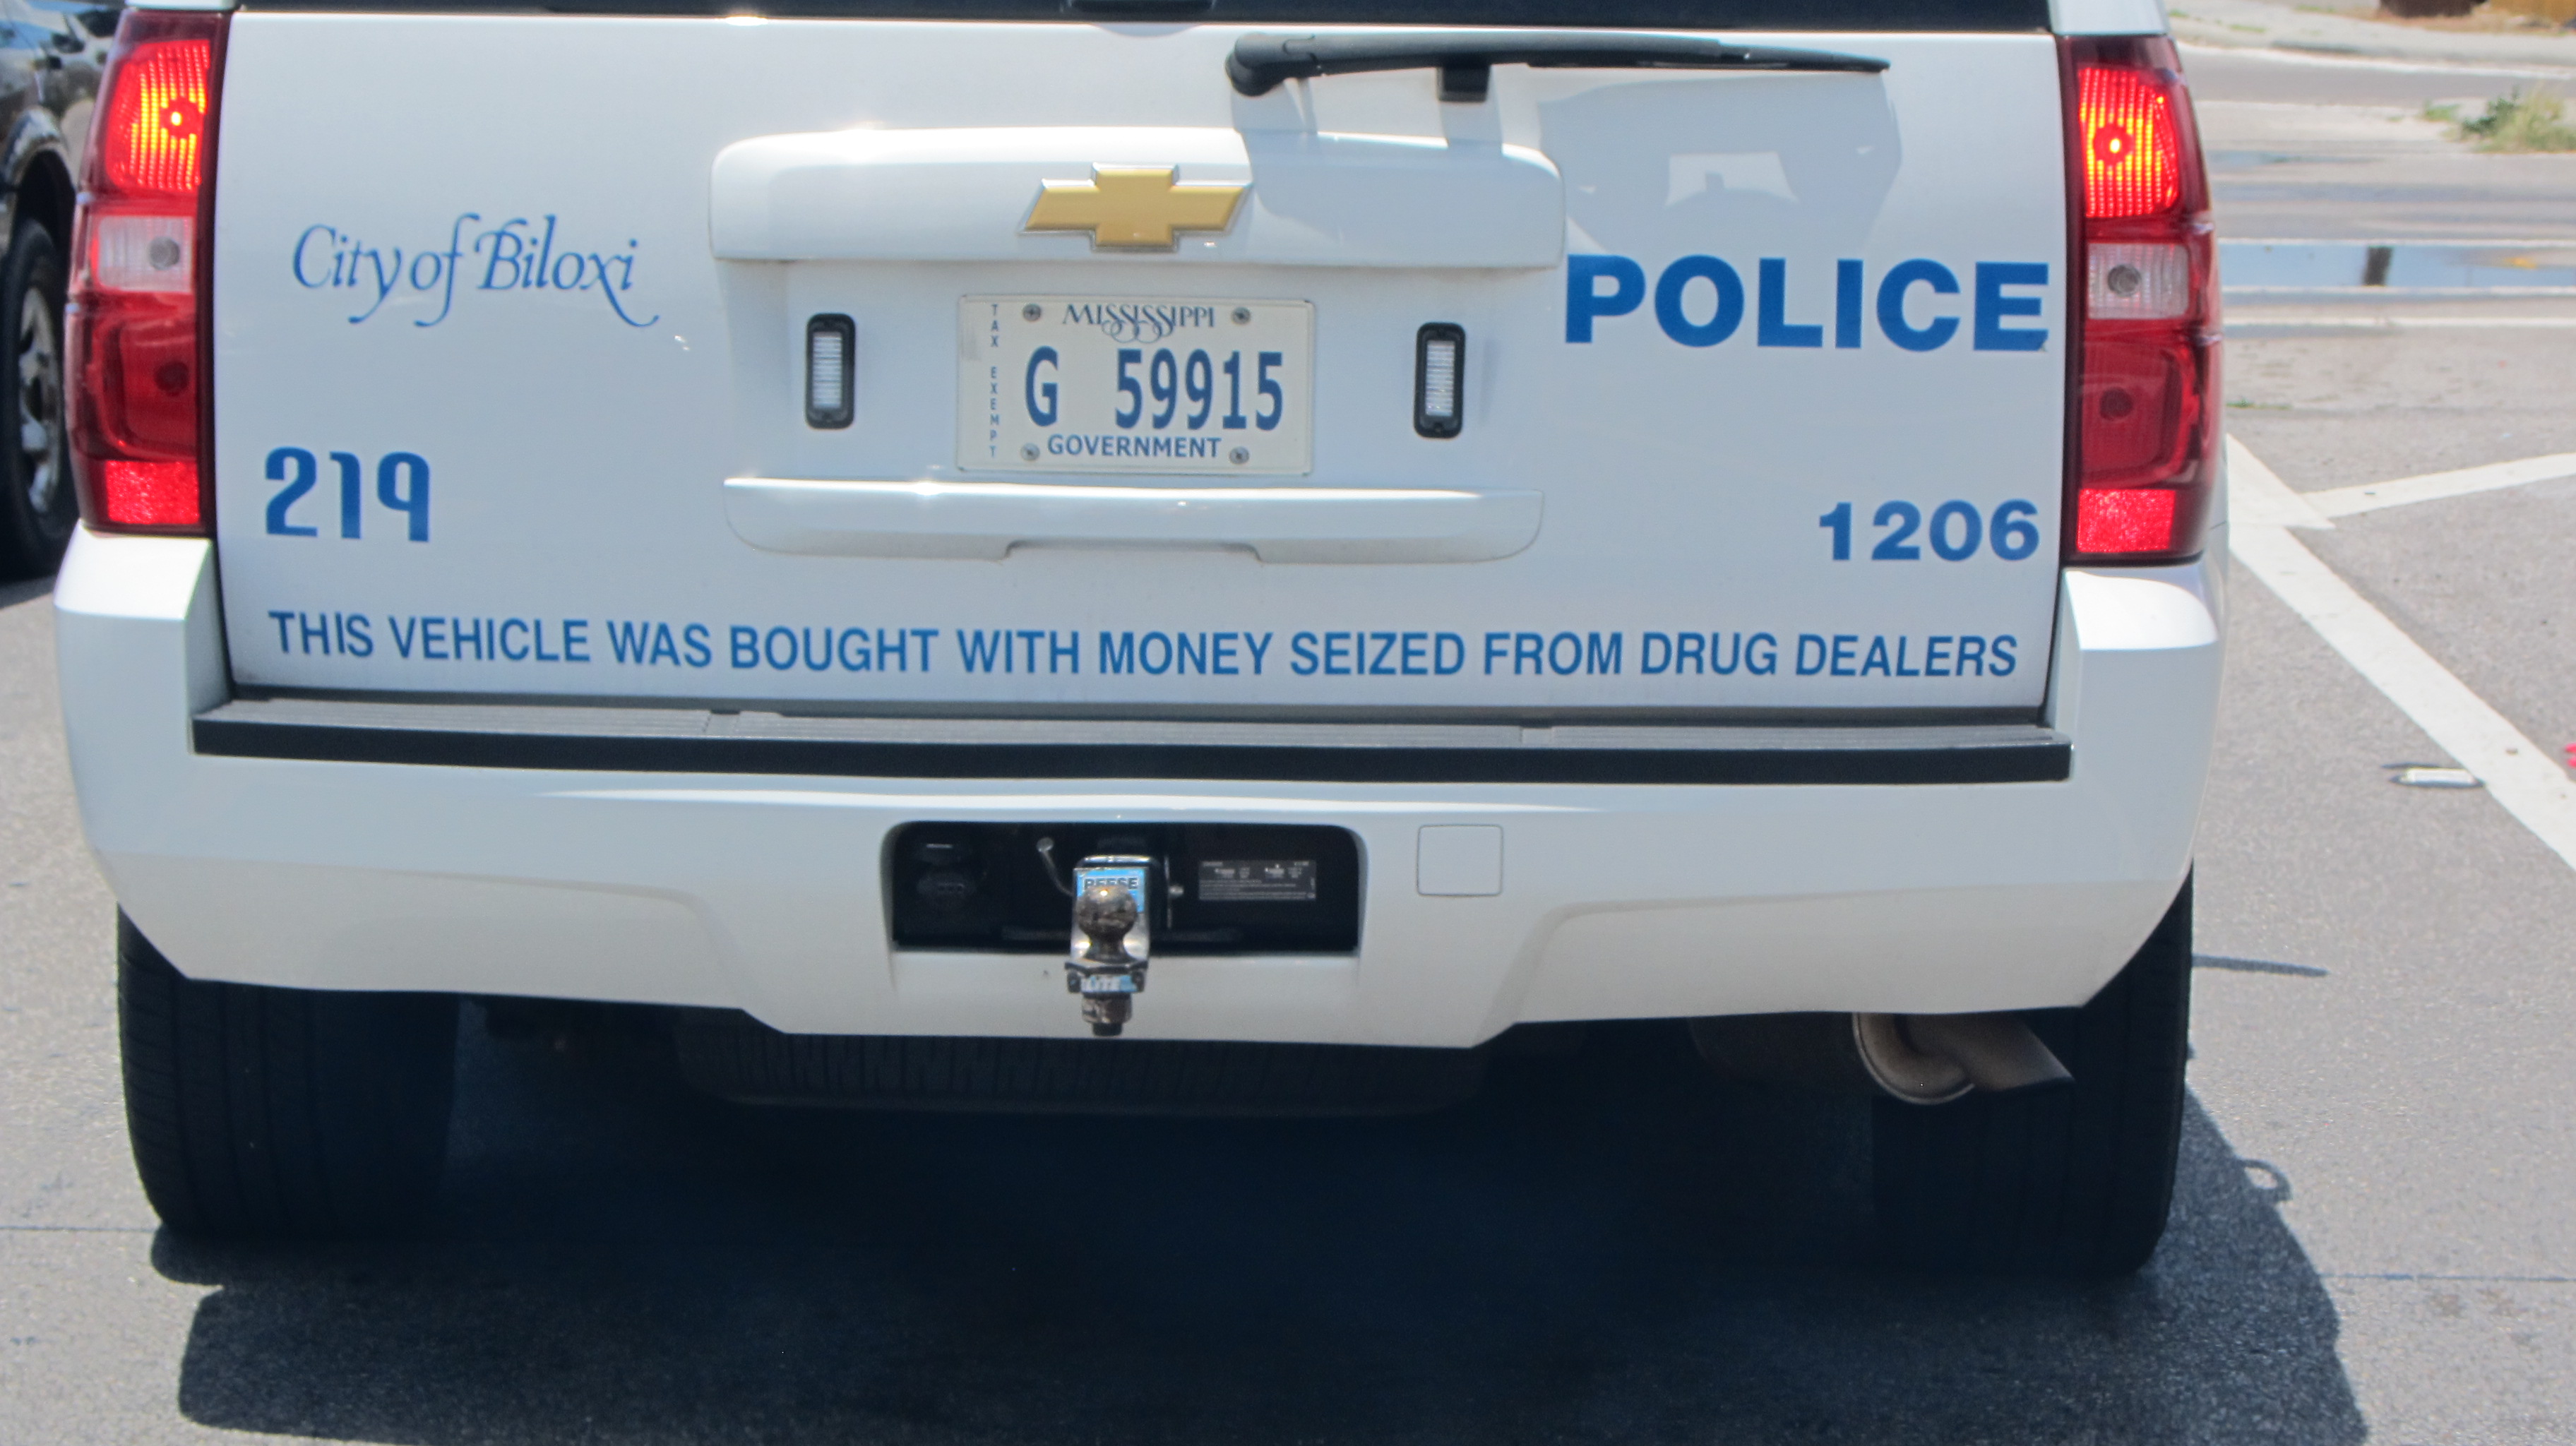 City of Biloxi
POLICE
MISSISSIPPI
TAX EXEMPT
G 59915
GOVERNMENT
219
1206
THIS VEHICLE WAS BOUGHT WITH MONEY SEIZED FROM DRUG DEALERS
REESE